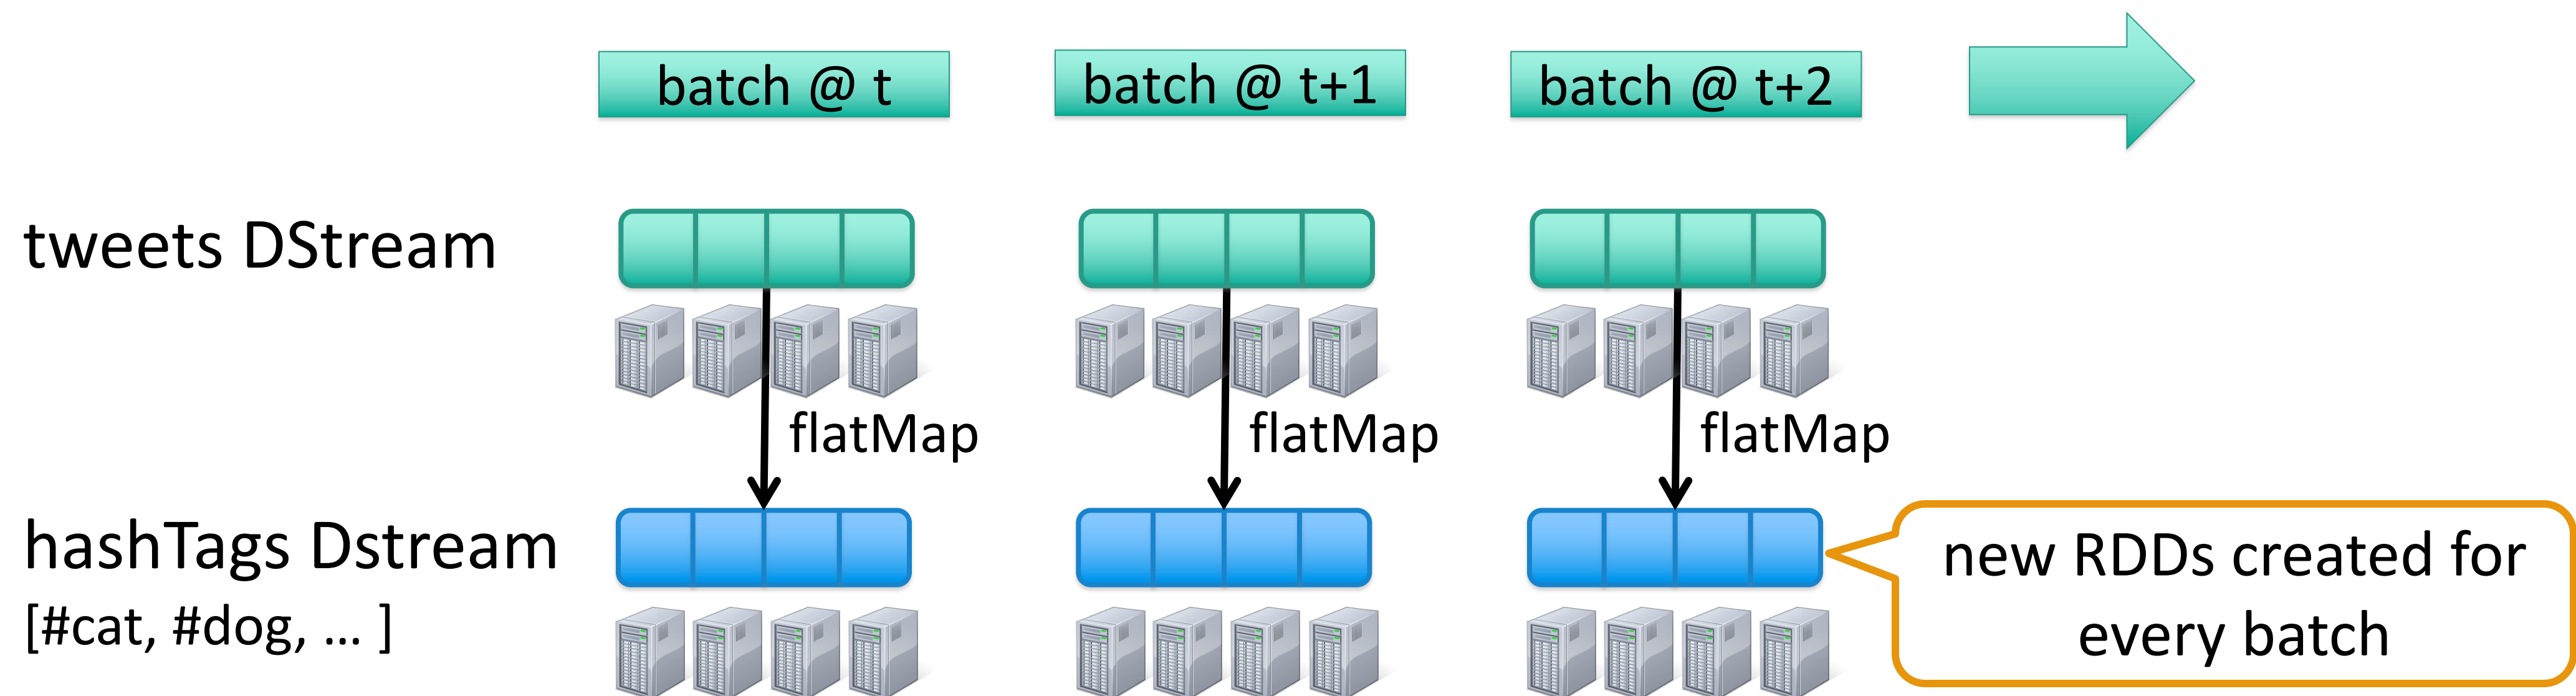 batch @ t
batch @ t+1
batch @ t+2
tweets DStream
flatMap
flatMap
flatMap
hashTags Dstream
[#cat, #dog, … ]
new RDDs created for
every batch